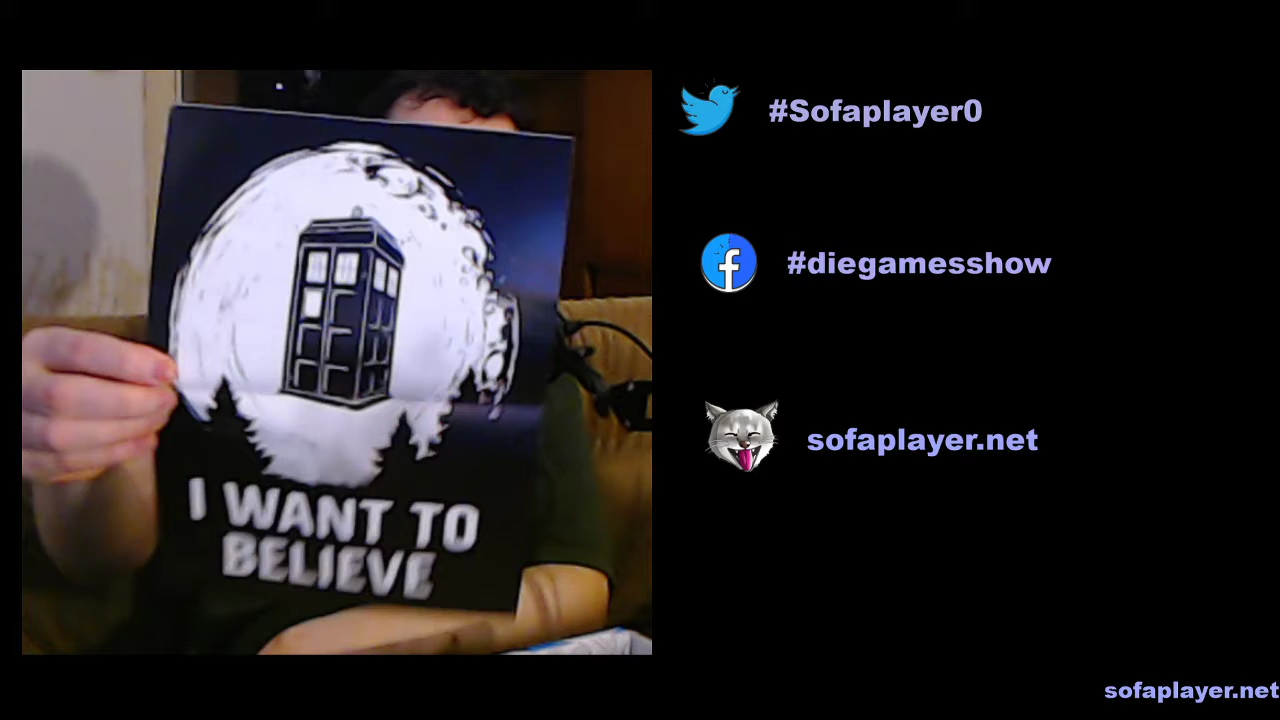 I WANT TO
BELIEVE
#Sofaplayer0
#diegamesshow
sofaplayer.net
sofaplayer.net